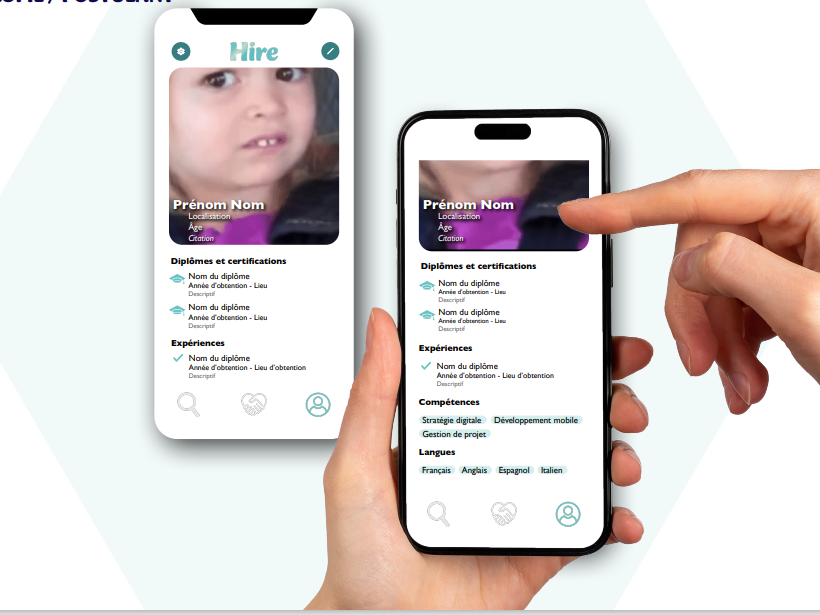 Hire
Prénom Nom
Localisation
Âge
Citation
Diplômes et certifications
Nom du diplôme
Année d'obtention - Lieu
Descriptif
Nom du diplôme
Année d'obtention - Lieu
Descriptif
Expériences
Nom du diplôme
Année d'obtention - Lieu d'obtention
Descriptif
Prénom Nom
Localisation
Âge
Citation
Diplômes et certifications
Nom du diplôme
Année d'obtention - Lieu
Descriptif
Nom du diplôme
Année d'obtention - Lieu
Descriptif
Expériences
Nom du diplôme
Année d'obtention - Lieu d'obtention
Descriptif
Compétences
Stratégie digitale Développement mobile
Gestion de projet
Langues
Français Anglais Espagnol Italien